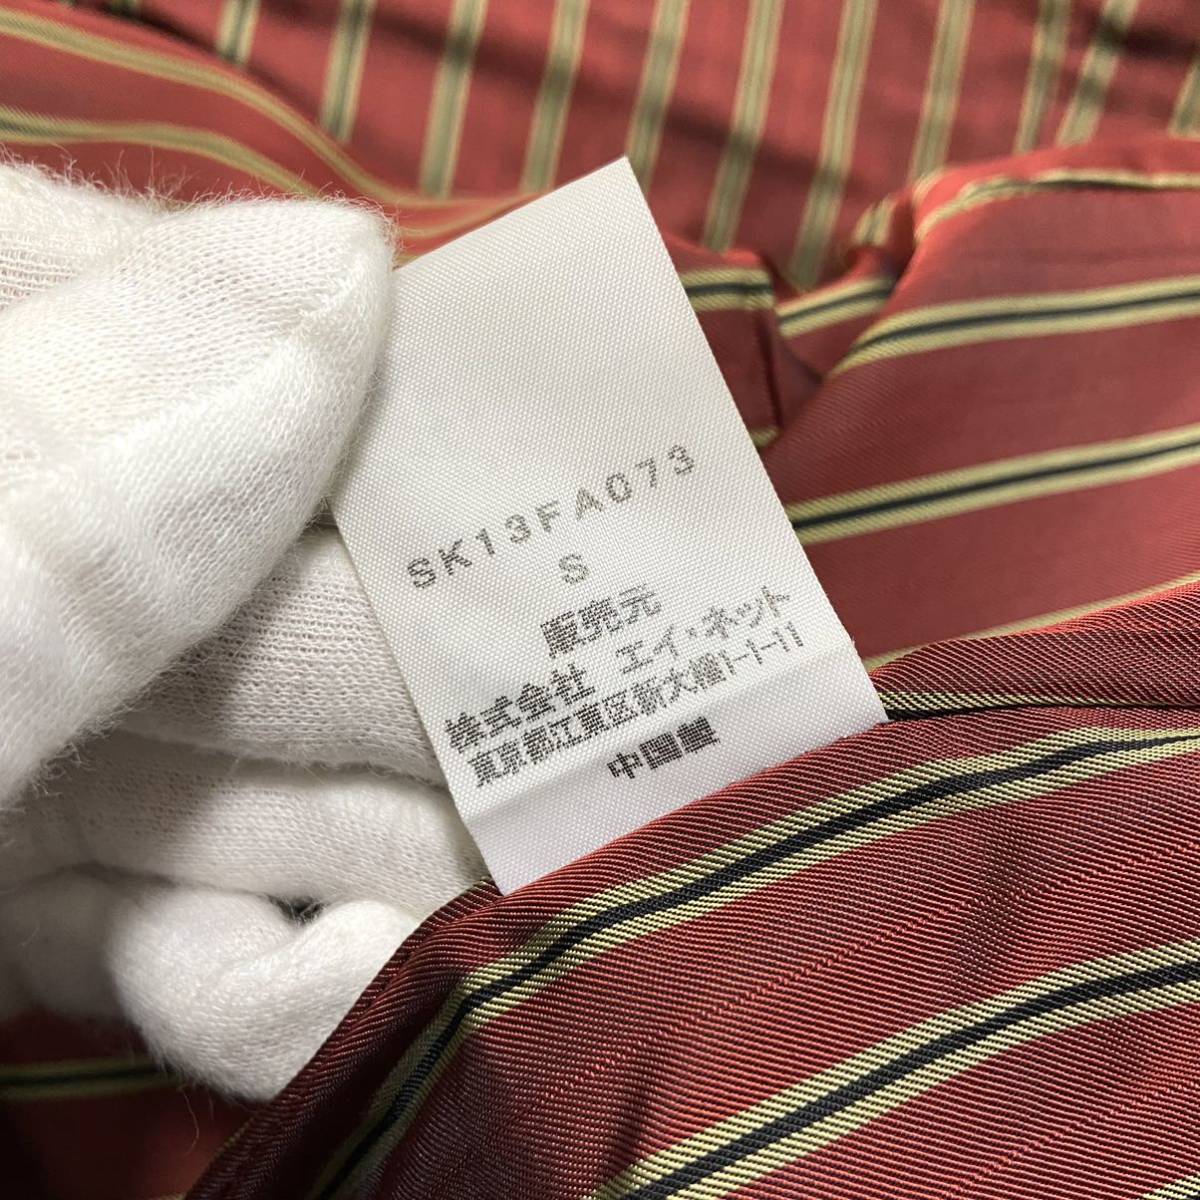 SK13FA073
S
販売元
株式会社 エイ・ネット
東京都江東区新大橋1-1-11
中国製